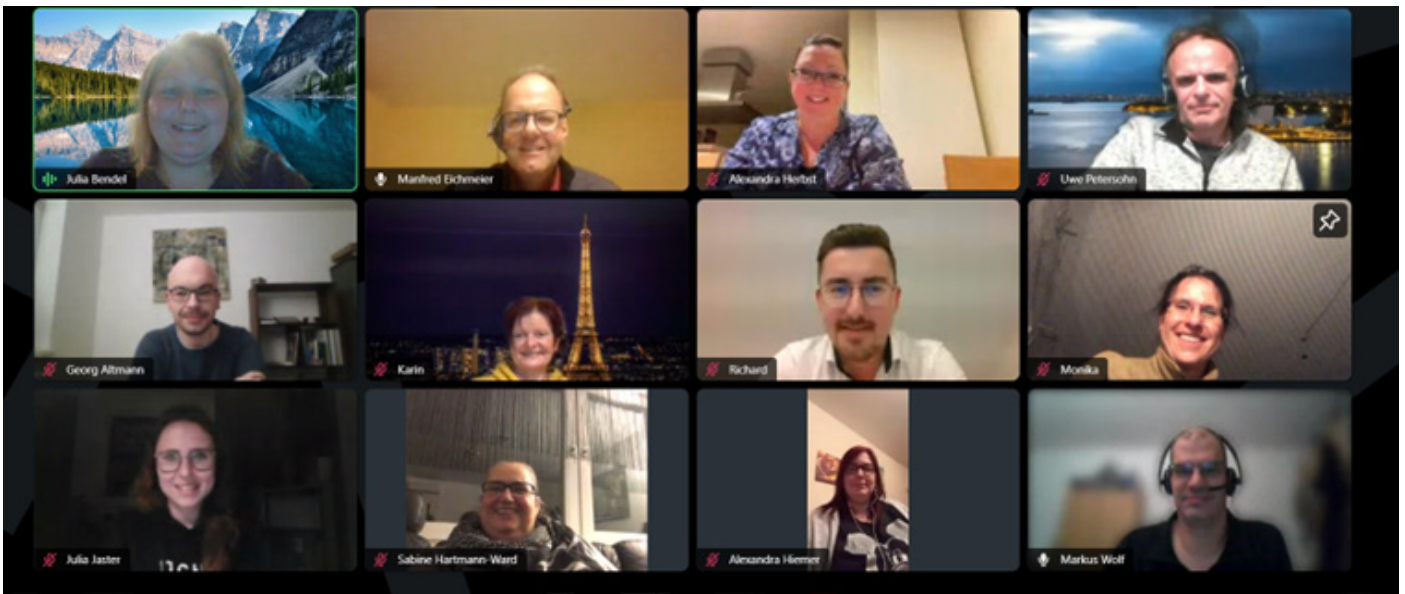 Julia Bendel
Manfred Eichmeier
Alexandra Herbst
Uwe Petersohn
Georg Altmann
Karin
Richard
Monika
Julia Jaster
Sabine Hartmann-Ward
Alexandra Hiermer
Markus Wolf